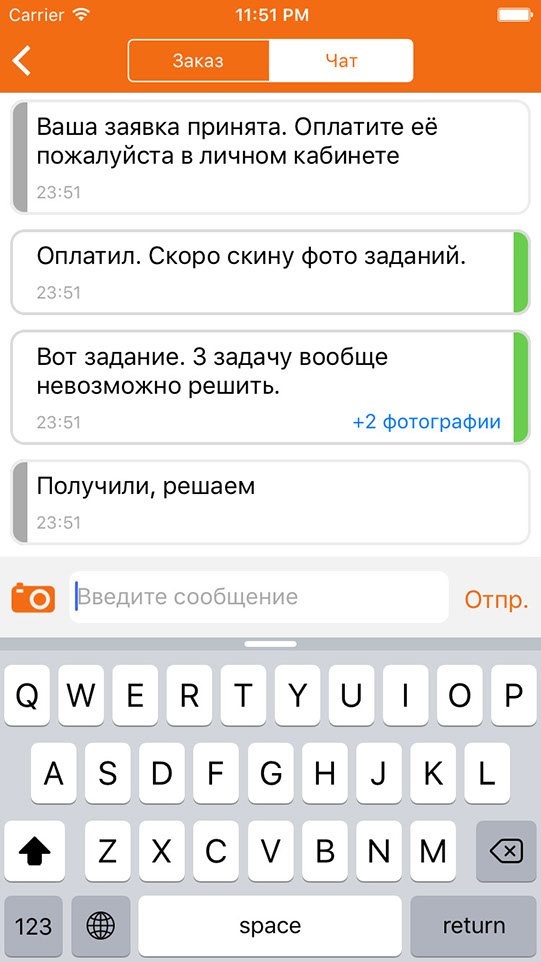 Carrier 11:51 PM
Заказ Чат
Ваша заявка принята. Оплатите её
пожалуйста в личном кабинете
23:51
Оплатил. Скоро скину фото заданий.
23:51
Вот задание. 3 задачу вообще
невозможно решить.
23:51 +2 фотографии
Получили, решаем
23:51
Введите сообщение Отпр.
Q W E R T Y U I O P
A S D F G H J K L
Z X C V B N M
123 space return